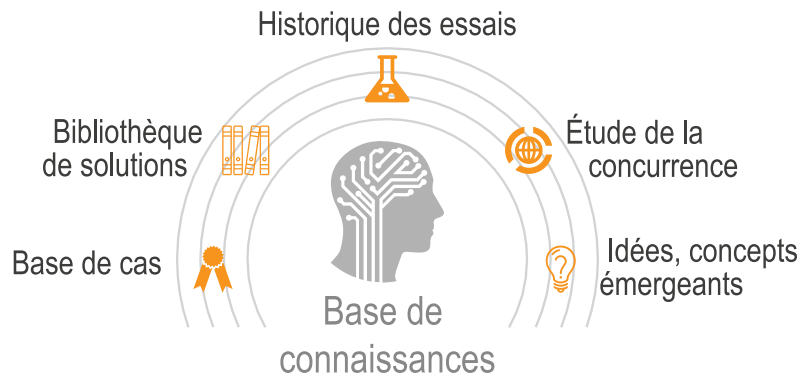 Historique des essais
Bibliothèque
de solutions
Étude de la
concurrence
Base de cas
Idées, concepts
émergeants
Base de
connaissances